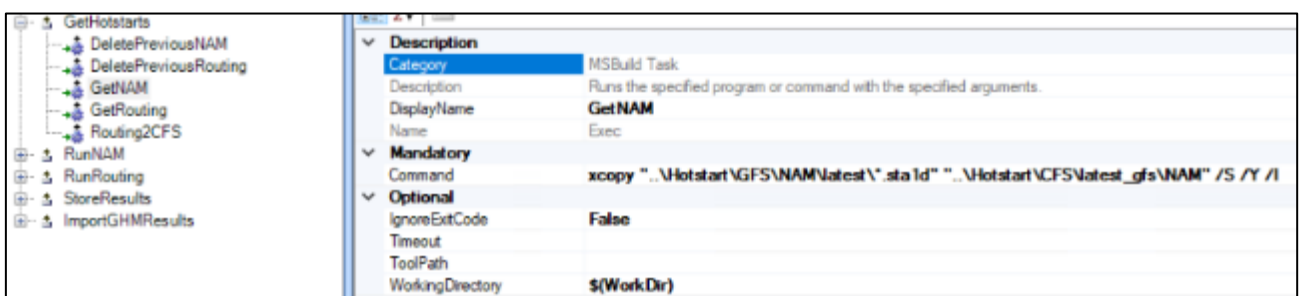 GetHotstarts
DeletePreviousNAM
DeletePreviousRouting
GetNAM
GetRouting
Routing2CFS
RunNAM
RunRouting
StoreResults
ImportGHMResults
Description
Category MSBuild Task
Description Runs the specified program or command with the specified arguments.
DisplayName GetNAM
Name Exec
Mandatory
Command xcopy "..\Hotstart\GFS\NAM\latest\*.sta1d" "..\Hotstart\CFS\latest_gfs\NAM" /S /Y /I
Optional
IgnoreExitCode False
Timeout
ToolPath
WorkingDirectory $(WorkDir)